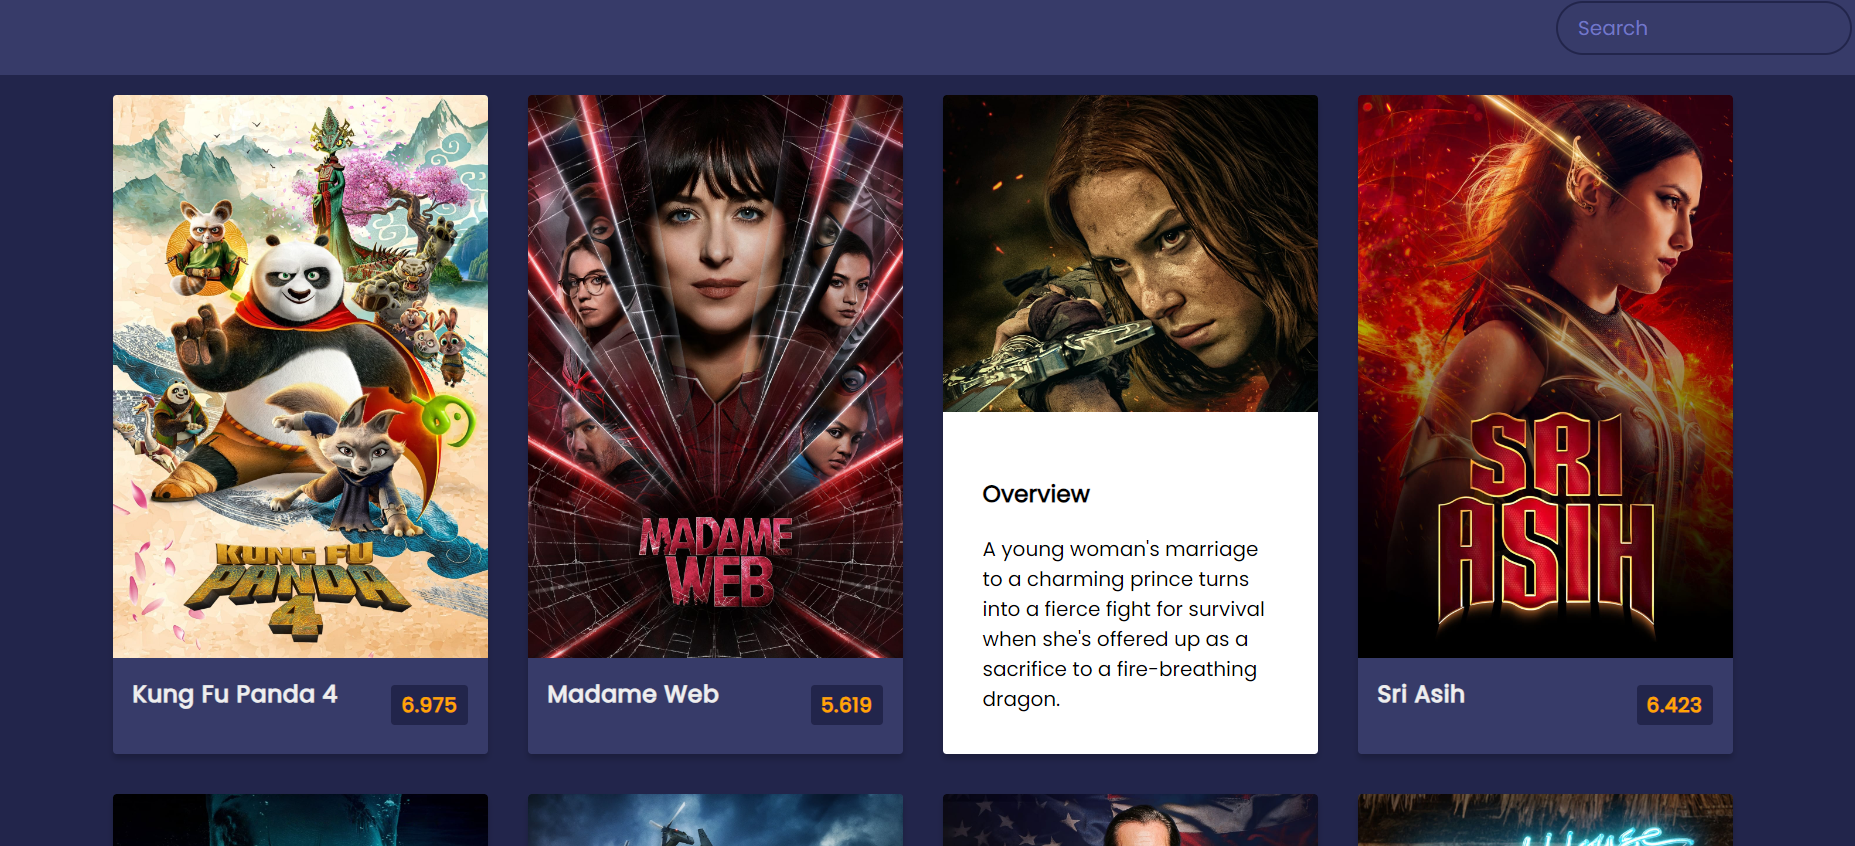 Search
KUNG FU
PANDA
4
MADAME
WEB
Overview
A young woman's marriage
to a charming prince turns
into a fierce fight for survival
when she's offered up as a
sacrifice to a fire-breathing
dragon.
SRI
ASIH
Kung Fu Panda 4
6.975
Madame Web
5.619
Sri Asih
6.423